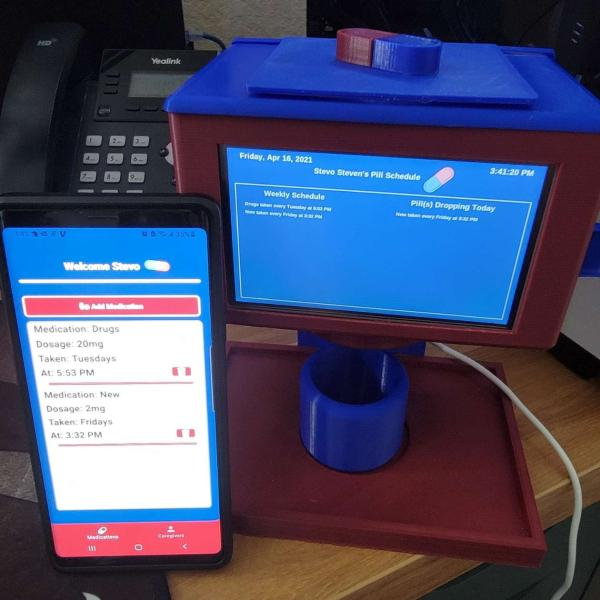 HD
Yealink
Friday, Apr 16, 2021
3:41:20 PM
Stevo Steven's Pill Schedule
Weekly Schedule
Drugs taken every Tuesday at 5:53 PM
New taken every Friday at 3:32 PM
Pill(s) Dropping Today
New taken every Friday at 3:32 PM
Welcome Stevo
Add Medication
Medication: Drugs
Dosage: 20mg
Taken: Tuesdays
At: 5:53 PM
Medication: New
Dosage: 2mg
Taken: Fridays
At: 3:32 PM
Medications
Caregivers